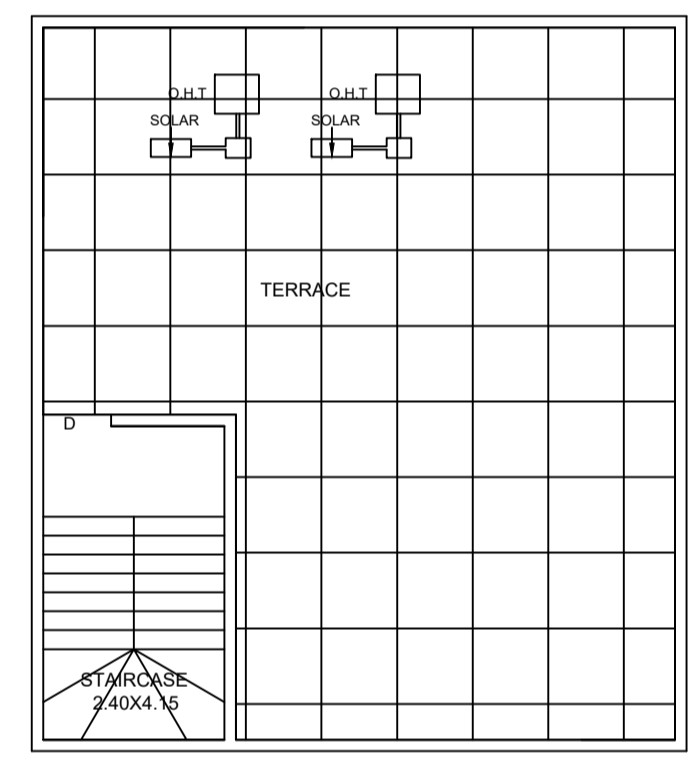 O.H.T
O.H.T
SOLAR
SOLAR
TERRACE
D
STAIRCASE
2.40X4.15